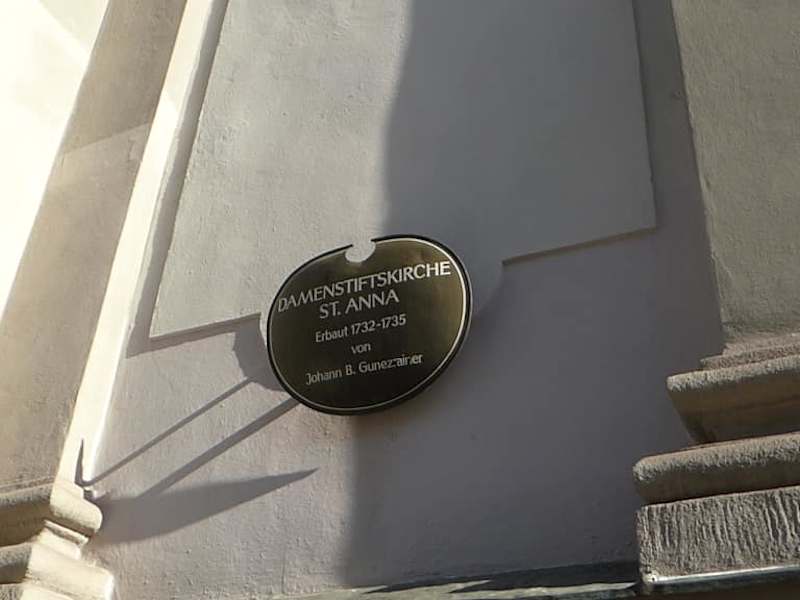 DAMENSTIFTSKIRCHE
ST. ANNA
Erbaut 1732-1735
von
Johann B. Gunezrainer